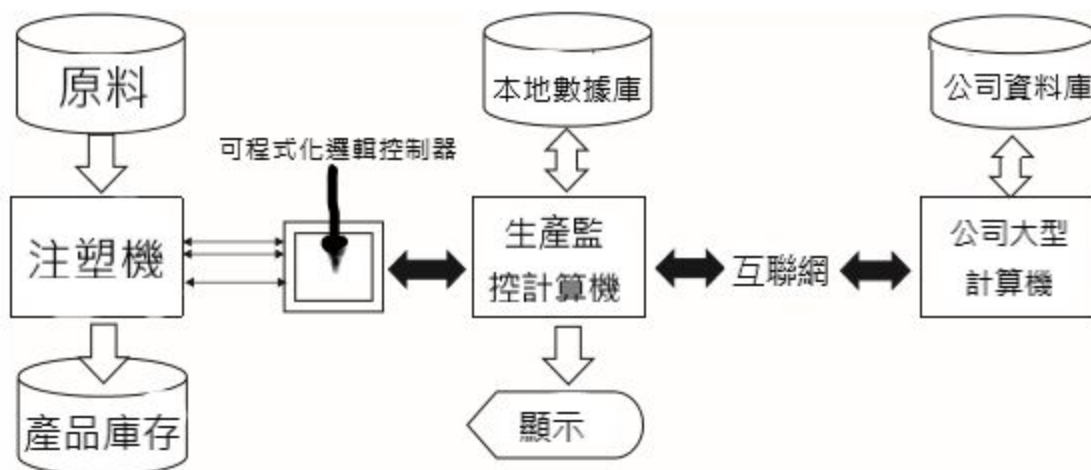 原料
本地數據庫
公司資料庫
可程式化邏輯控制器
注塑機
生產監
控計算機
互聯網
公司大型
計算機
產品庫存
顯示